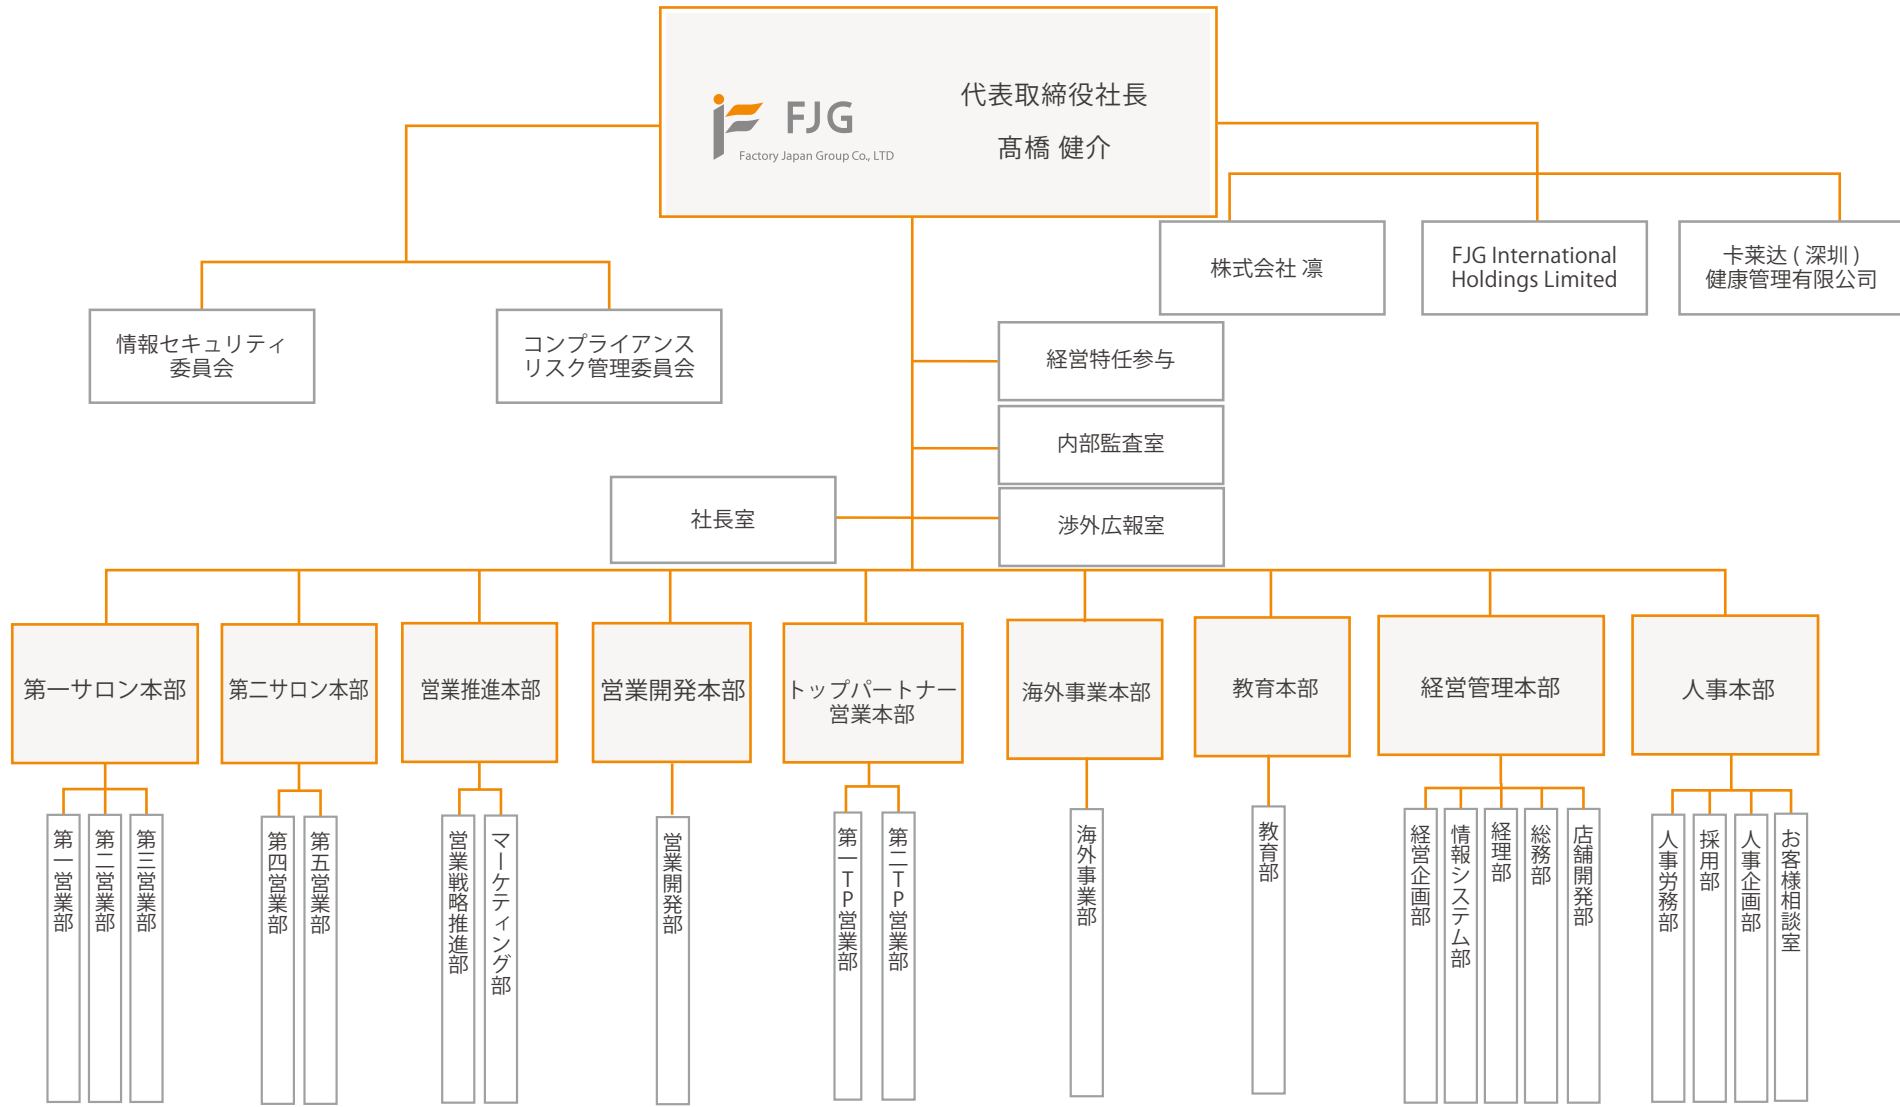 FJG
Factory Japan Group Co., LTD
代表取締役社長
髙橋 健介
株式会社 凛
FJG International
Holdings Limited
卡莱达 ( 深圳 )
健康管理有限公司
情報セキュリティ
委員会
コンプライアンス
リスク管理委員会
経営特任参与
内部監査室
社長室
渉外広報室
第一サロン本部
第二サロン本部
営業推進本部
営業開発本部
トップパートナー
営業本部
海外事業本部
教育本部
経営管理本部
人事本部
第一営業部
第二営業部
第三営業部
第四営業部
第五営業部
営業戦略推進部
マーケティング部
営業開発部
第一TP営業部
第二TP営業部
海外事業部
教育部
経営企画部
情報システム部
経理部
総務部
店舗開発部
人事労務部
採用部
人事企画部
お客様相談室